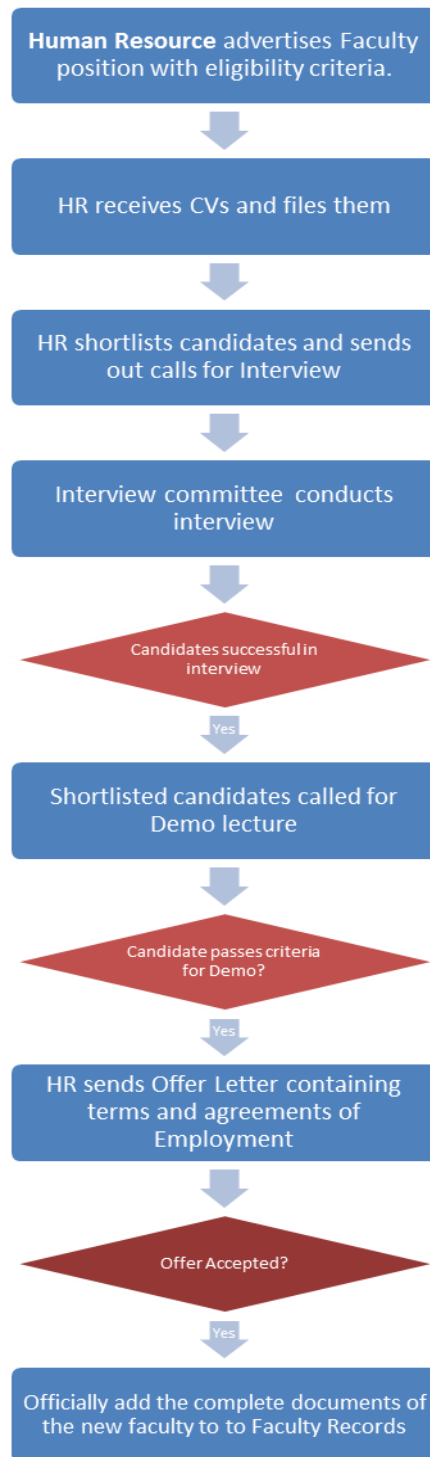 Human Resource advertises Faculty
position with eligibility criteria.
HR receives CVs and files them
HR shortlists candidates and sends
out calls for Interview
Interview committee conducts
interview
Candidates successful in
interview
Yes
Shortlisted candidates called for
Demo lecture
Candidate passes criteria
for Demo?
Yes
HR sends Offer Letter containing
terms and agreements of
Employment
Offer Accepted?
Yes
Officially add the complete documents of
the new faculty to to Faculty Records